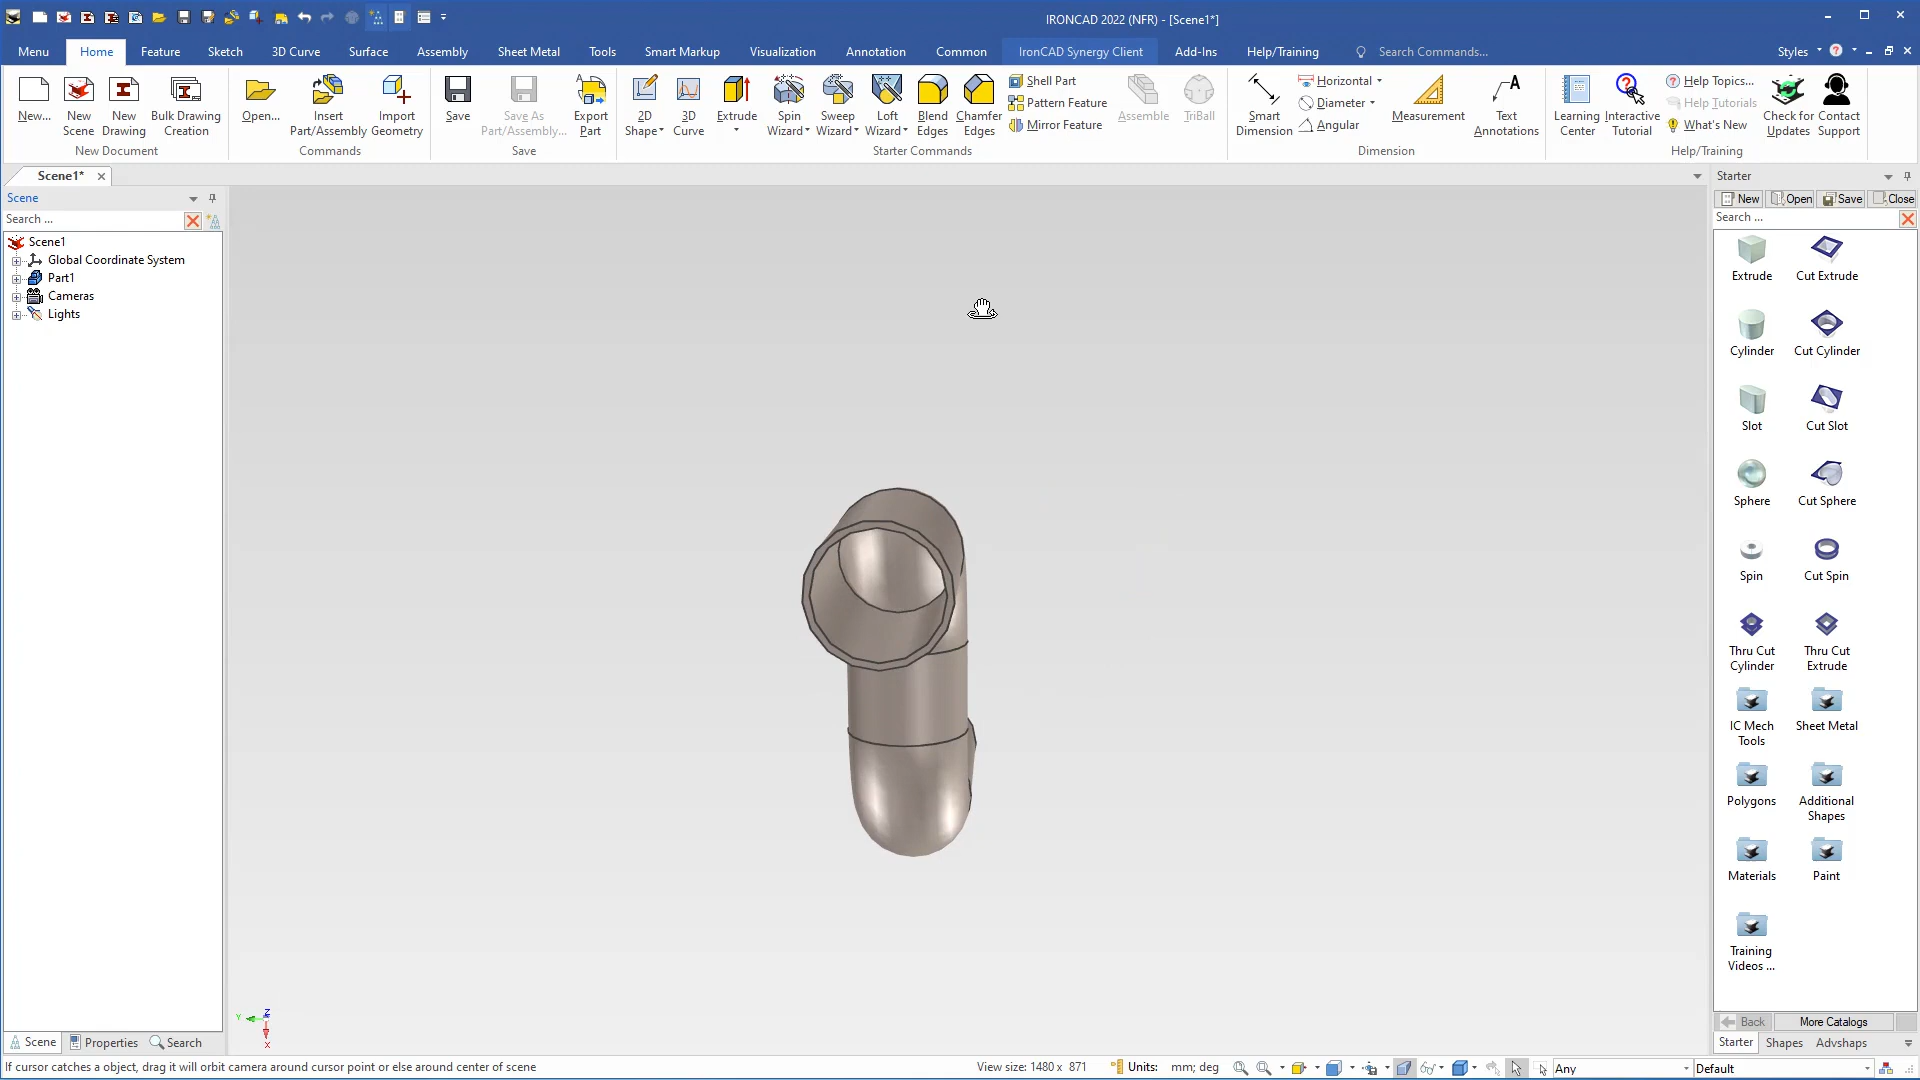 IRONCAD 2022 (NFR) - [Scene1*]
Menu Home Feature Sketch 3D Curve Surface Assembly Sheet Metal Tools Smart Markup Visualization Annotation Common IronCAD Synergy Client Add-Ins Help/Training Search Commands... Styles
New... New Scene New Drawing Bulk Drawing Creation
New Document
Open... Insert Part/Assembly Import Geometry
Commands
Save Save As Part/Assembly... Export Part
Save
2D Shape 3D Curve Extrude Spin Wizard Sweep Wizard Loft Wizard Blend Edges Chamfer Edges
Shell Part
Pattern Feature
Mirror Feature
Assemble TriBall
Starter Commands
Smart Dimension
Horizontal
Diameter
Angular
Measurement Text Annotations
Dimension
Learning Center Interactive Tutorial
Help Topics...
Help Tutorials
What's New
Check for Updates Contact Support
Help/Training
Scene1*
Scene
Search ...
Scene1
Global Coordinate System
Part1
Cameras
Lights
Y Z
X
Scene Properties Search
Starter
New Open Save Close
Search ...
Extrude Cut Extrude
Cylinder Cut Cylinder
Slot Cut Slot
Sphere Cut Sphere
Spin Cut Spin
Thru Cut Cylinder Thru Cut Extrude
IC Mech Tools Sheet Metal
Polygons Additional Shapes
Materials Paint
Training Videos ...
Back More Catalogs
Starter Shapes Advshaps
If cursor catches a object, drag it will orbit camera around cursor point or else around center of scene
View size: 1480 x 871 Units: mm; deg Any Default